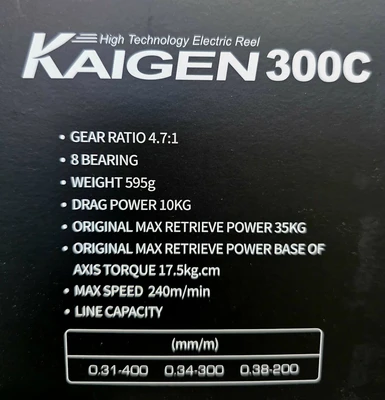 High Technology Electric Reel
KAIGEN 300C
• GEAR RATIO 4.7:1
• 8 BEARING
• WEIGHT 595g
• DRAG POWER 10KG
• ORIGINAL MAX RETRIEVE POWER 35KG
• ORIGINAL MAX RETRIEVE POWER BASE OF
AXIS TORQUE 17.5kg.cm
• MAX SPEED 240m/min
• LINE CAPACITY
(mm/m)
0.31-400 0.34-300 0.38-200